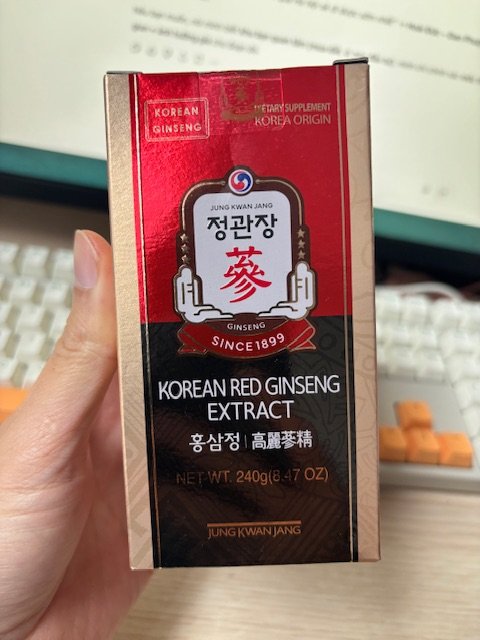 KOREAN
GINSENG
DIETARY SUPPLEMENT
KOREA ORIGIN
JUNG KWAN JANG
정관장
蔘
GINSENG
SINCE 1899
KOREAN RED GINSENG
EXTRACT
홍삼정 | 高麗蔘精
NET WT. 240g(8.47 OZ)
JUNG KWAN JANG